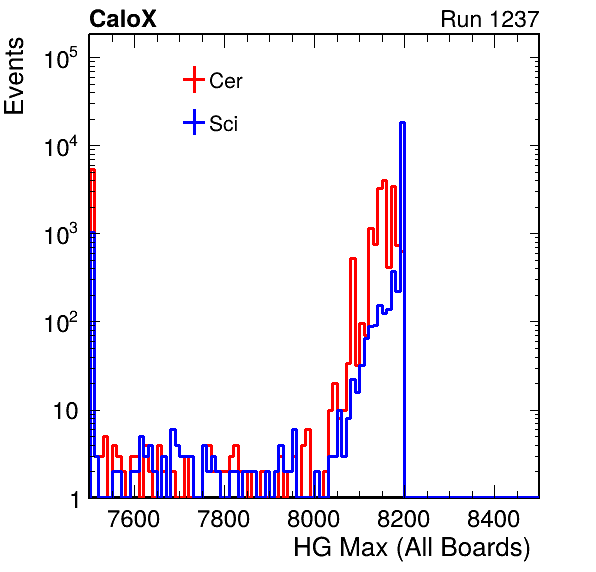 CaloX Run 1237
Events
Cer
Sci
10^5
10^4
10^3
10^2
10
1
7600 7800 8000 8200 8400
HG Max (All Boards)